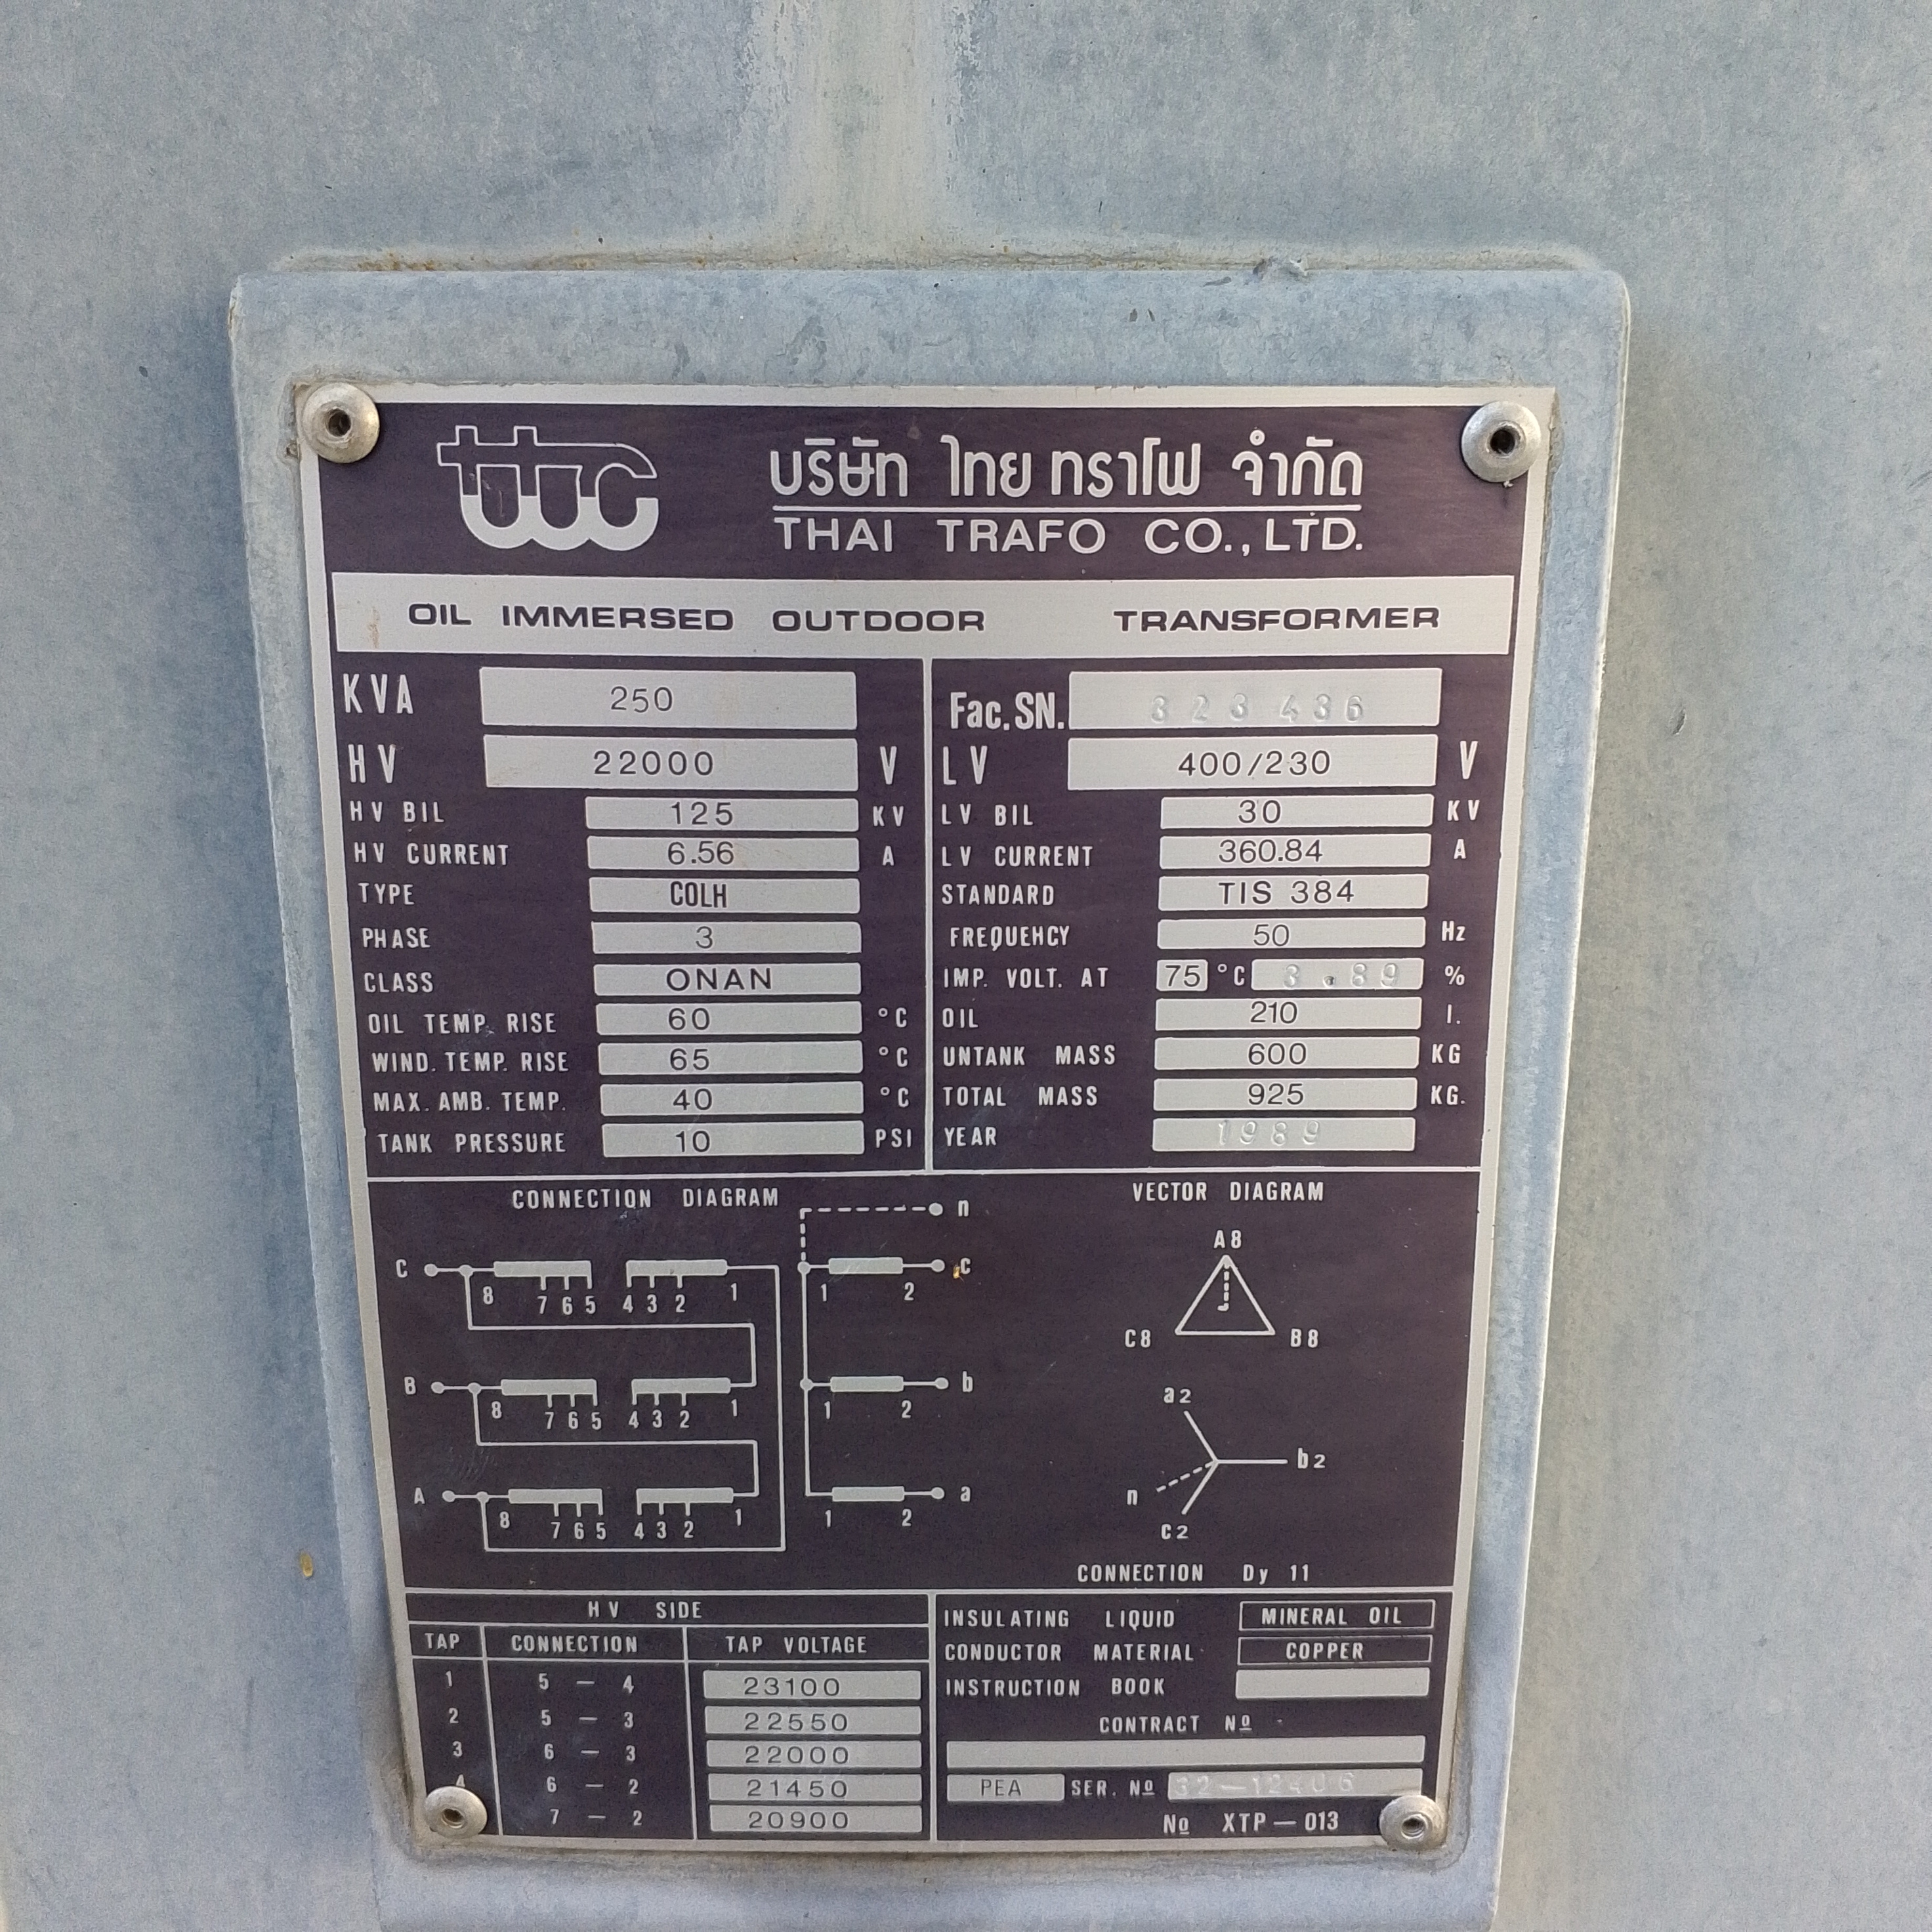 ttc
บริษัท ไทย ทราโฟ จำกัด
THAI TRAFO CO., LTD.
OIL IMMERSED OUTDOOR TRANSFORMER
KVA 250
Fac. SN. 323436
HV 22000 V
LV 400/230 V
HV BIL 125 KV
LV BIL 30 KV
HV CURRENT 6.56 A
LV CURRENT 360.84 A
TYPE COLH
STANDARD TIS 384
PHASE 3
FREQUEHCY 50 Hz
CLASS ONAN
IMP. VOLT. AT 75 °C 3.89 %
OIL TEMP. RISE 60 °C
OIL 210 l.
WIND. TEMP. RISE 65 °C
UNTANK MASS 600 KG
MAX. AMB. TEMP. 40 °C
TOTAL MASS 925 KG.
TANK PRESSURE 10 PSI
YEAR 1989
CONNECTION DIAGRAM
n
C 8 7 6 5 4 3 2 1 1 2 c
B 8 7 6 5 4 3 2 1 1 2 b
A 8 7 6 5 4 3 2 1 1 2 a
VECTOR DIAGRAM
A8
C8 B8
a2
b2
n
c2
CONNECTION Dy 11
HV SIDE
TAP CONNECTION TAP VOLTAGE
1 5 — 4 23100
2 5 — 3 22550
3 6 — 3 22000
4 6 — 2 21450
7 — 2 20900
INSULATING LIQUID MINERAL OIL
CONDUCTOR MATERIAL COPPER
INSTRUCTION BOOK
CONTRACT Nº
PEA SER. Nº 32-12406
Nº XTP — 013